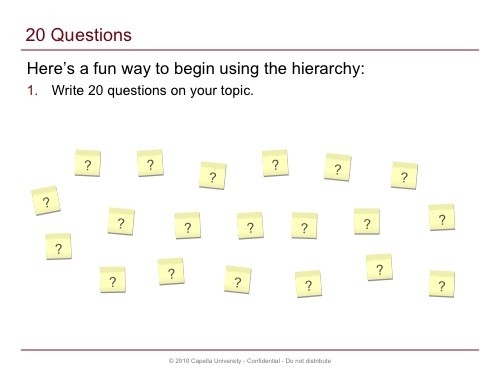 20 Questions
Here's a fun way to begin using the hierarchy:
1. Write 20 questions on your topic.
? ? ? ? ? ?
? ? ? ? ? ? ?
? ? ? ? ? ? ?
© 2010 Capella University - Confidential - Do not distribute